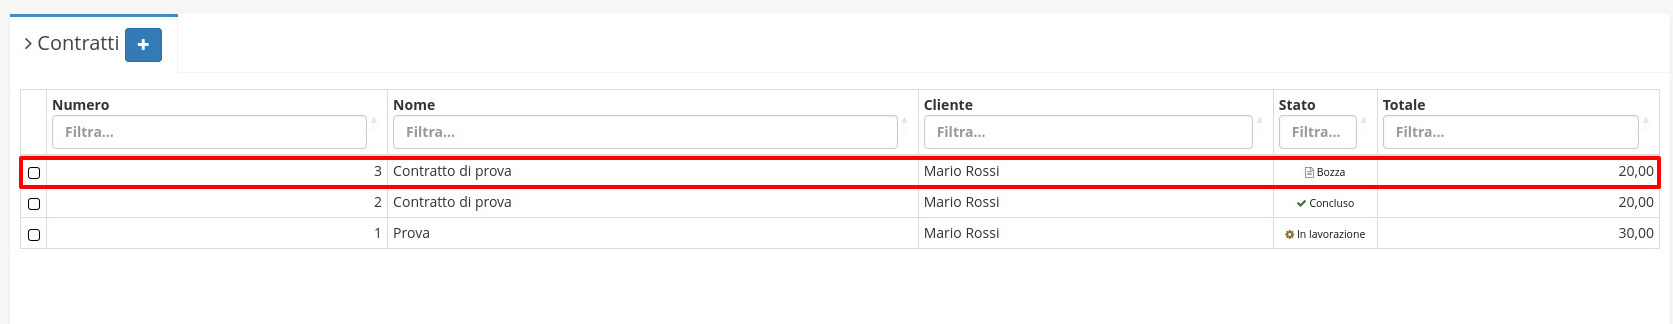 Contratti +
Numero Nome Cliente Stato Totale
Filtra... Filtra... Filtra... Filtra... Filtra...
3 Contratto di prova Mario Rossi Bozza 20,00
2 Contratto di prova Mario Rossi Concluso 20,00
1 Prova Mario Rossi In lavorazione 30,00